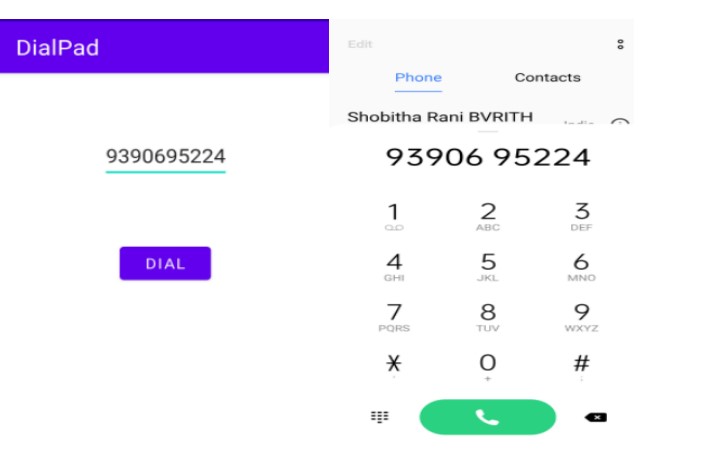 DialPad
9390695224
DIAL
Edit
Phone Contacts
Shobitha Rani BVRITH
93906 95224
1 2 3
ABC DEF
4 5 6
GHI JKL MNO
7 8 9
PQRS TUV WXYZ
* 0 #
+ ;